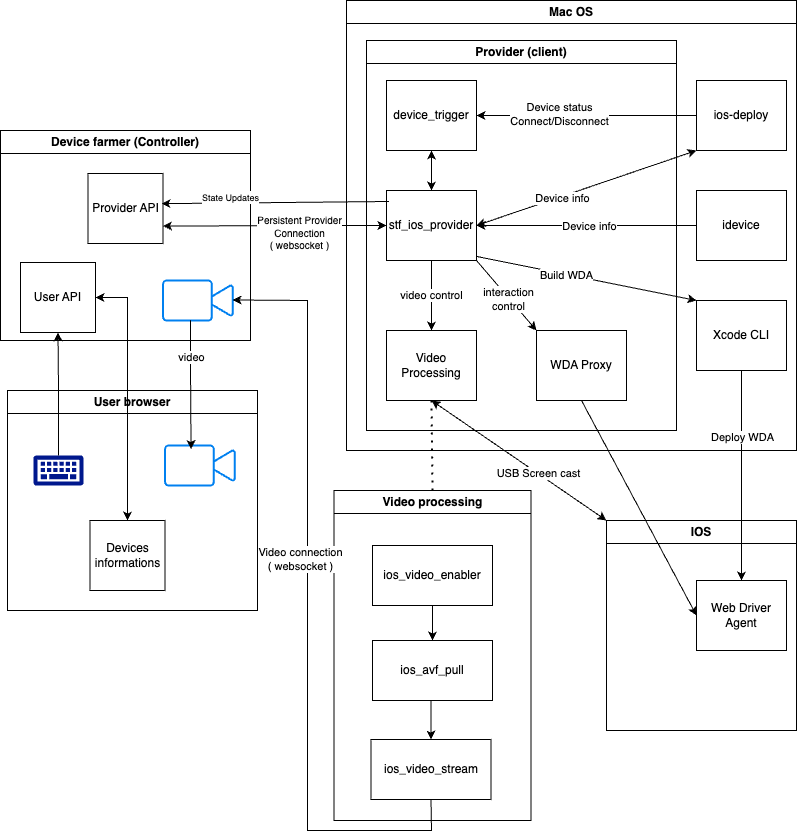 Mac OS
Provider (client)
device_trigger
Device status
Connect/Disconnect
ios-deploy
Device farmer (Controller)
Provider API
State Updates
Device info
stf_ios_provider
Persistent Provider
Connection
( websocket )
Device info
idevice
User API
Build WDA
video control
interaction
control
Xcode CLI
video
Video
Processing
WDA Proxy
User browser
Deploy WDA
USB Screen cast
Video processing
IOS
Devices
informations
Video connection
( websocket )
ios_video_enabler
Web Driver
Agent
ios_avf_pull
ios_video_stream